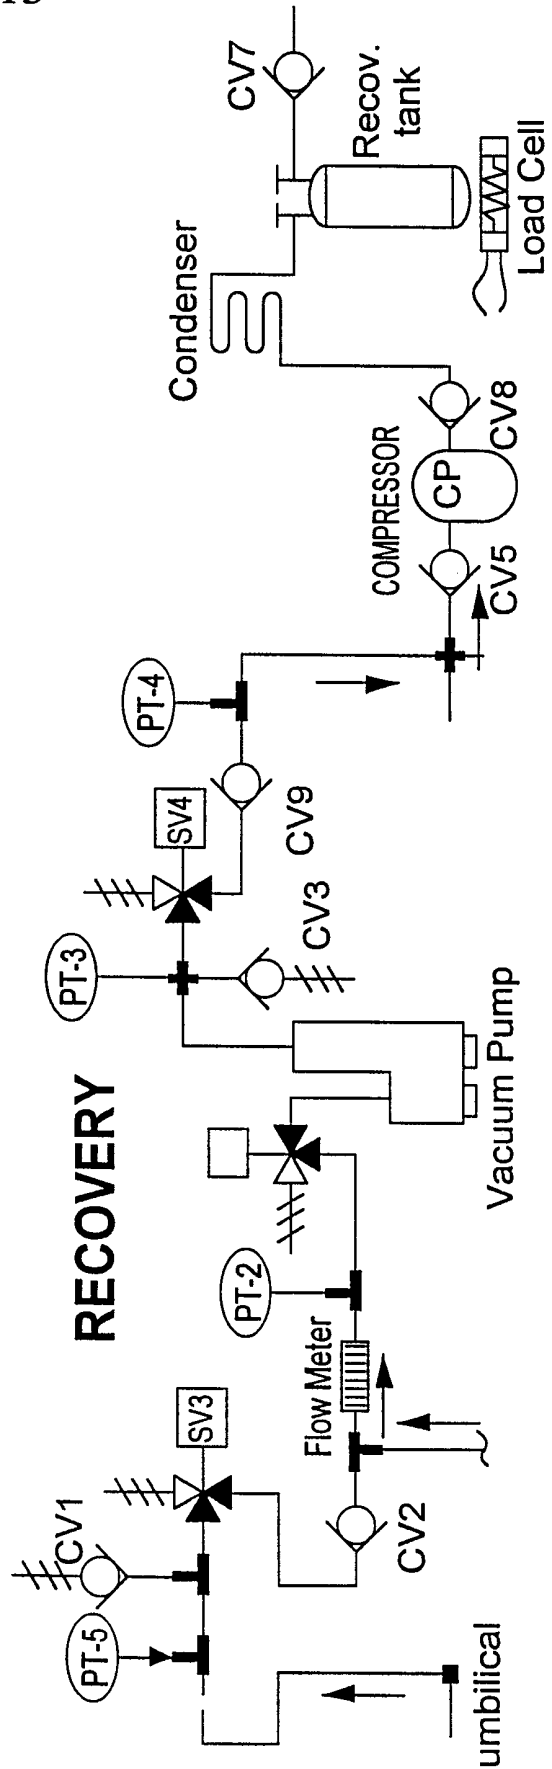 RECOVERY
umbilical
PT-5
CV1
SV3
CV2
Flow Meter
PT-2
Vacuum Pump
PT-3
CV3
SV4
CV9
PT-4
CV5
COMPRESSOR
CP
CV8
Condenser
Recov.
tank
Load Cell
CV7